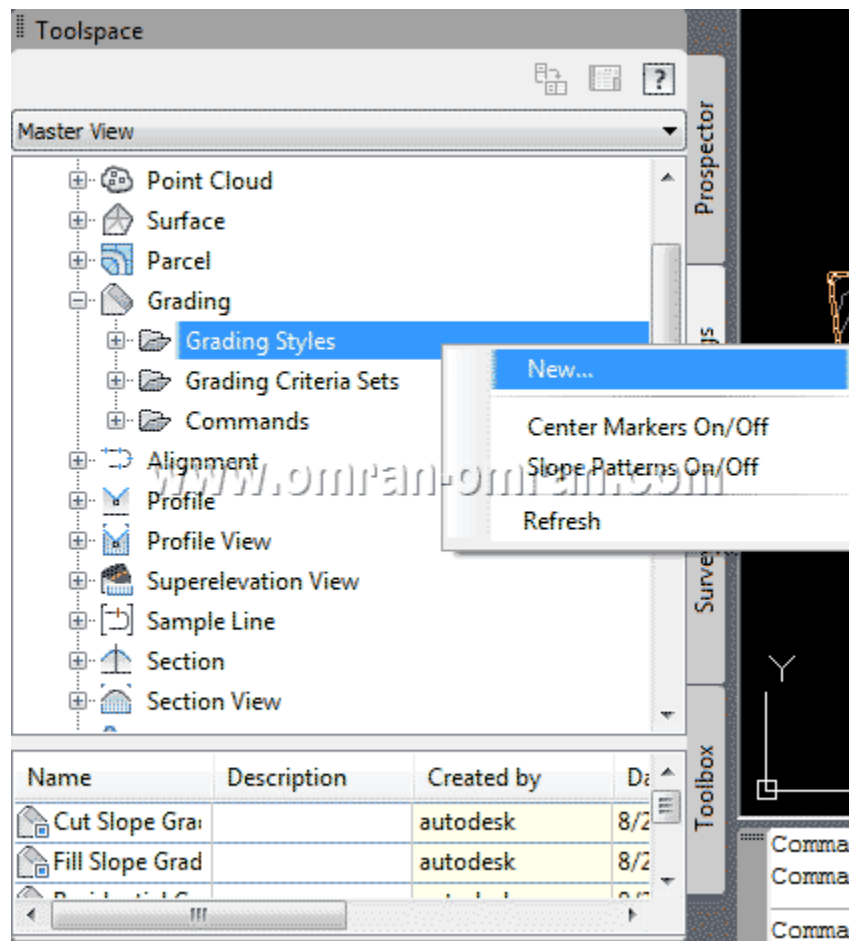 Toolspace
?
Master View
Point Cloud
Surface
Parcel
Grading
Grading Styles
Grading Criteria Sets
Commands
Alignment
Profile
Profile View
Superelevation View
Sample Line
Section
Section View
New...
Center Markers On/Off
Slope Patterns On/Off
Refresh
www.omran-omran.com
Prospector
Surve
Toolbox
Y
Name Description Created by Da
Cut Slope Gra
autodesk 8/2
Fill Slope Grad
autodesk 8/2
Comma
Comma
Comma